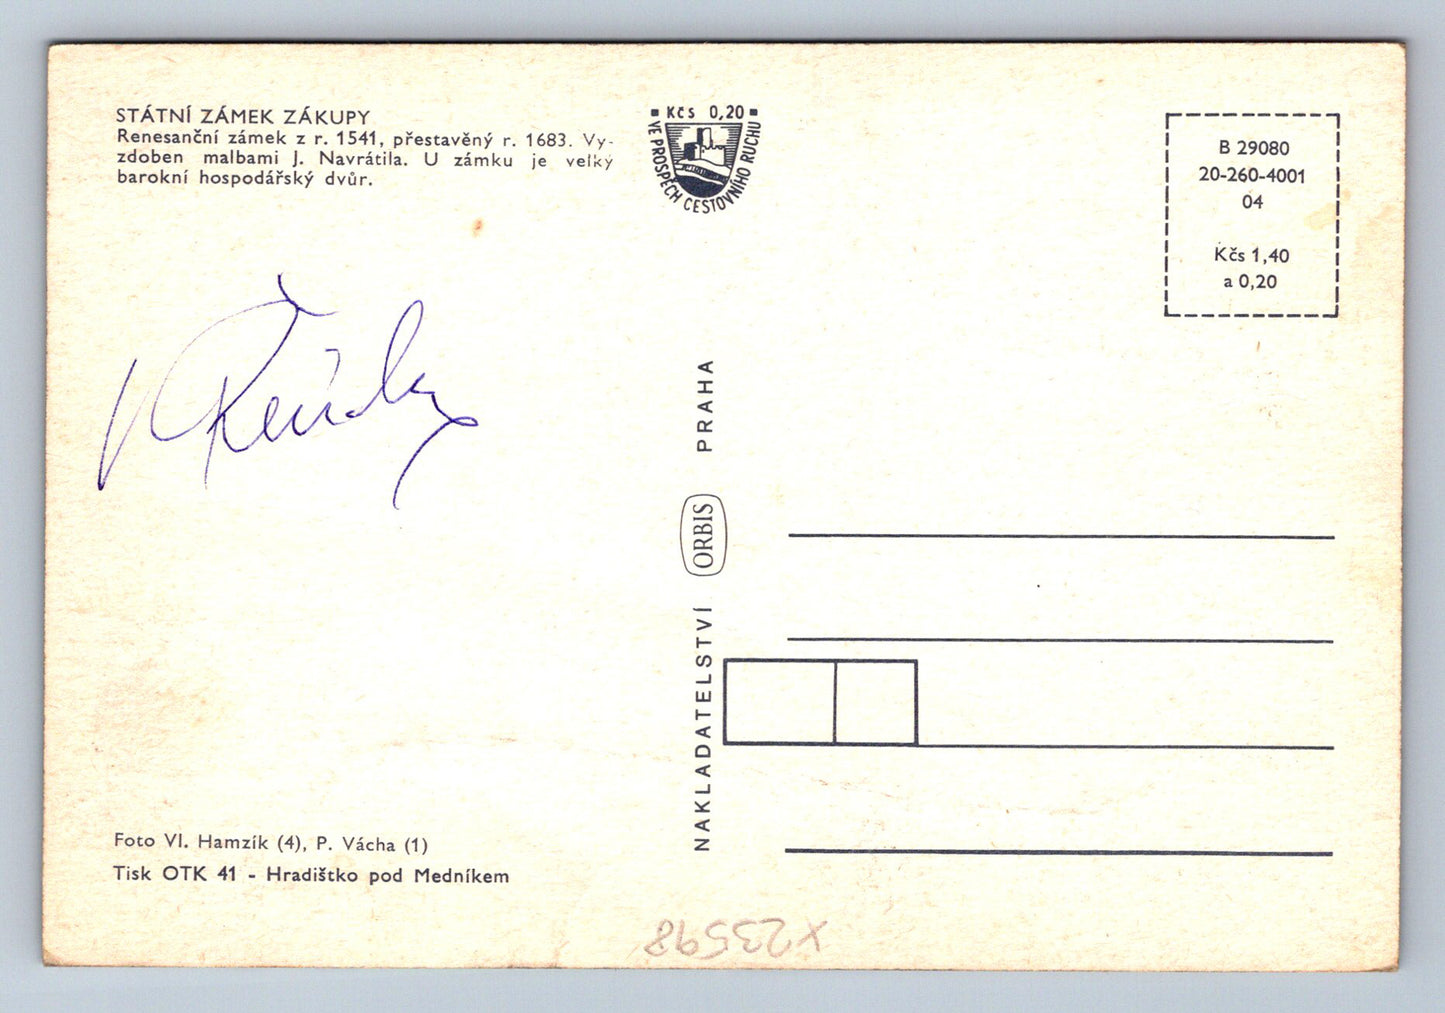 STÁTNÍ ZÁMEK ZÁKUPY
Renesanční zámek z r. 1541, přestavěný r. 1683. Vy-
zdoben malbami J. Navrátila. U zámku je velký
barokní hospodářský dvůr.
Kčs 0,20
VE PROSPĚCH CESTOVNÍHO RUCHU
B 29080
20-260-4001
04
Kčs 1,40
a 0,20
NAKLADATELSTVÍ ORBIS PRAHA
Foto Vl. Hamzík (4), P. Vácha (1)
Tisk OTK 41 - Hradištko pod Medníkem
X23598